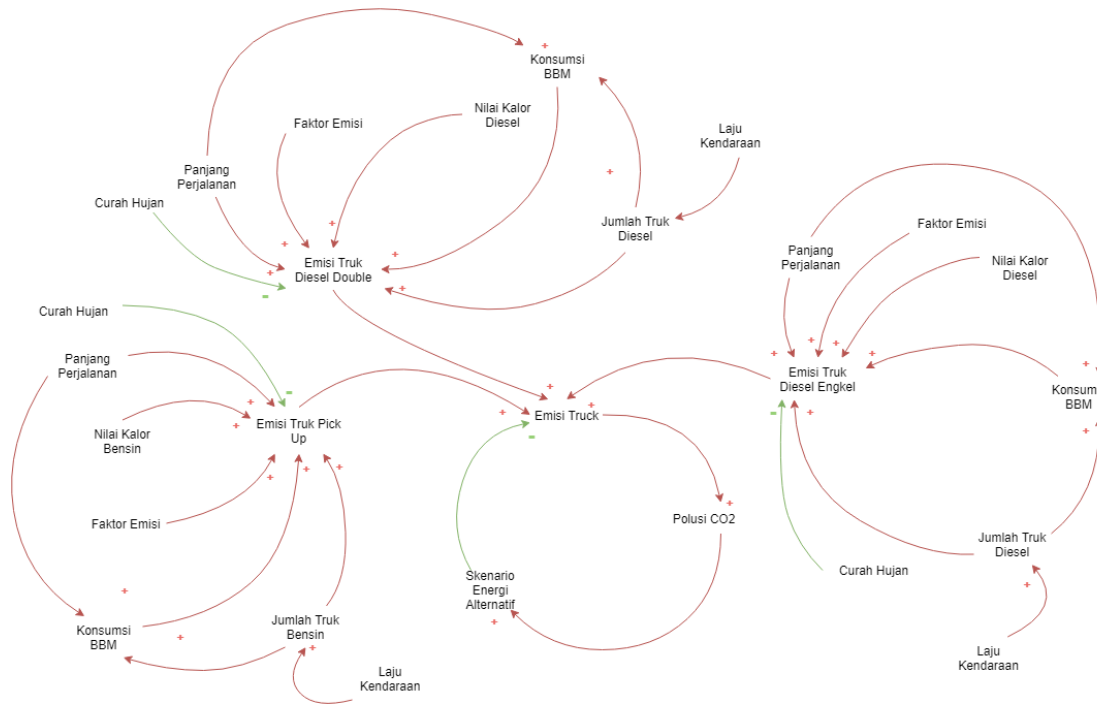 Konsumsi
BBM
Nilai Kalor
Diesel
Faktor Emisi
Laju
Kendaraan
Panjang
Perjalanan
Curah Hujan
Jumlah Truk
Diesel
Emisi Truk
Diesel Double
Faktor Emisi
Panjang
Perjalanan
Nilai Kalor
Diesel
Curah Hujan
Panjang
Perjalanan
Emisi Truk
Diesel Engkel
Konsumsi
BBM
Nilai Kalor
Bensin
Emisi Truk Pick
Up
Emisi Truck
Faktor Emisi
Polusi CO2
Jumlah Truk
Diesel
Curah Hujan
Skenario
Energi
Alternatif
Konsumsi
BBM
Jumlah Truk
Bensin
Laju
Kendaraan
Laju
Kendaraan